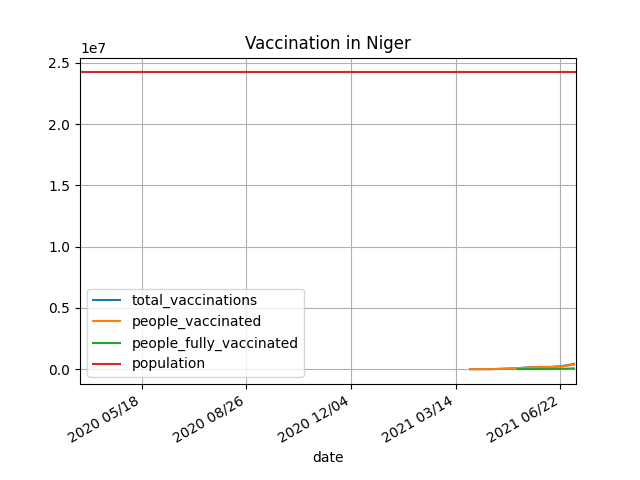 Vaccination in Niger
1e7
2.5
2.0
1.5
1.0
0.5
0.0
total_vaccinations
people_vaccinated
people_fully_vaccinated
population
2020 05/18
2020 08/26
2020 12/04
2021 03/14
2021 06/22
date